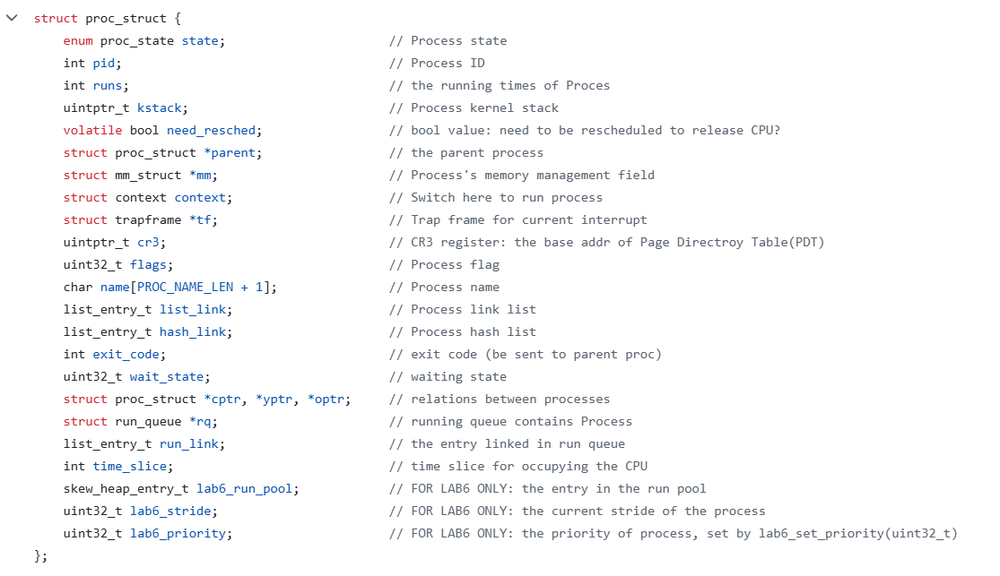 struct proc_struct {
    enum proc_state state;                      // Process state
    int pid;                                    // Process ID
    int runs;                                   // the running times of Proces
    uintptr_t kstack;                           // Process kernel stack
    volatile bool need_resched;                 // bool value: need to be rescheduled to release CPU?
    struct proc_struct *parent;                 // the parent process
    struct mm_struct *mm;                       // Process's memory management field
    struct context context;                     // Switch here to run process
    struct trapframe *tf;                       // Trap frame for current interrupt
    uintptr_t cr3;                              // CR3 register: the base addr of Page Directroy Table(PDT)
    uint32_t flags;                             // Process flag
    char name[PROC_NAME_LEN + 1];               // Process name
    list_entry_t list_link;                     // Process link list
    list_entry_t hash_link;                     // Process hash list
    int exit_code;                              // exit code (be sent to parent proc)
    uint32_t wait_state;                        // waiting state
    struct proc_struct *cptr, *yptr, *optr;     // relations between processes
    struct run_queue *rq;                       // running queue contains Process
    list_entry_t run_link;                      // the entry linked in run queue
    int time_slice;                             // time slice for occupying the CPU
    skew_heap_entry_t lab6_run_pool;            // FOR LAB6 ONLY: the entry in the run pool
    uint32_t lab6_stride;                       // FOR LAB6 ONLY: the current stride of the process
    uint32_t lab6_priority;                     // FOR LAB6 ONLY: the priority of process, set by lab6_set_priority(uint32_t)
};